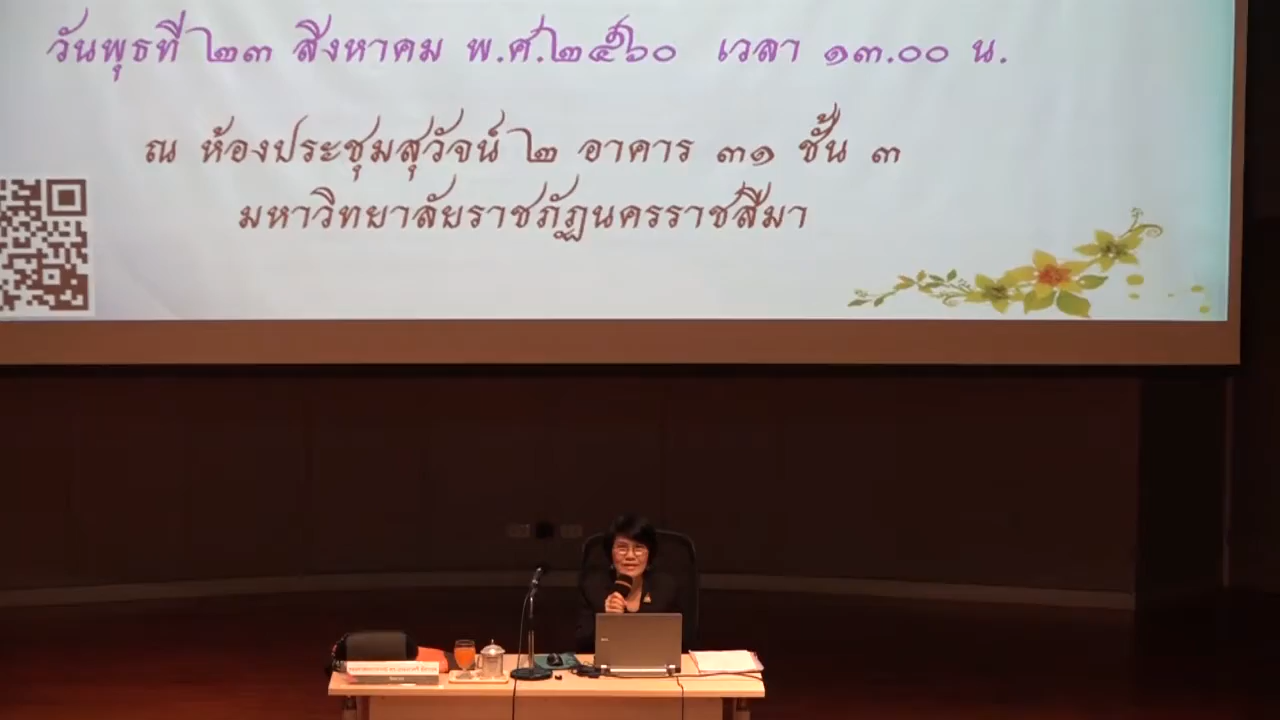 วันพุธที่ ๒๓ สิงหาคม พ.ศ.๒๕๖๐ เวลา ๑๓.๐๐ น.
ณ ห้องประชุมสุวัจน์ ๒ อาคาร ๓๑ ชั้น ๓
มหาวิทยาลัยราชภัฏนครราชสีมา